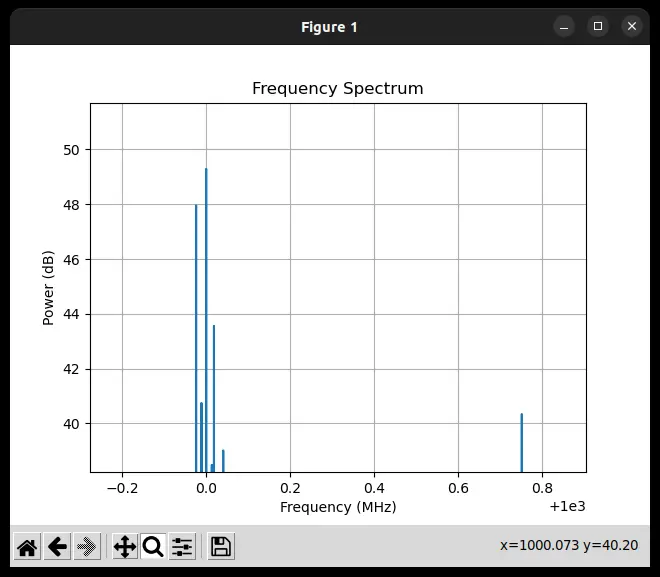 Figure 1
Frequency Spectrum
50
48
46
44
42
40
Power (dB)
−0.2 0.0 0.2 0.4 0.6 0.8
Frequency (MHz)
+1e3
x=1000.073 y=40.20